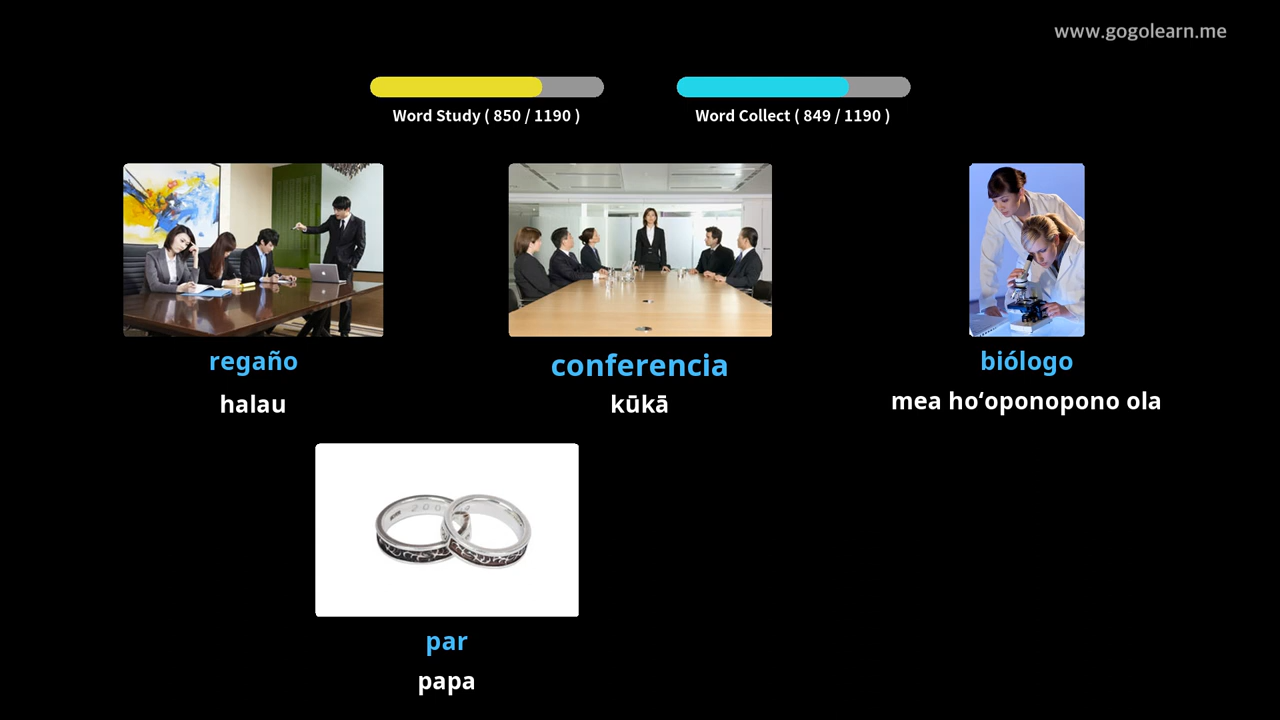 www.gogolearn.me
Word Study ( 850 / 1190 )
Word Collect ( 849 / 1190 )
regaño
conferencia
biólogo
halau
kūkā
mea hoʻoponopono ola
par
papa